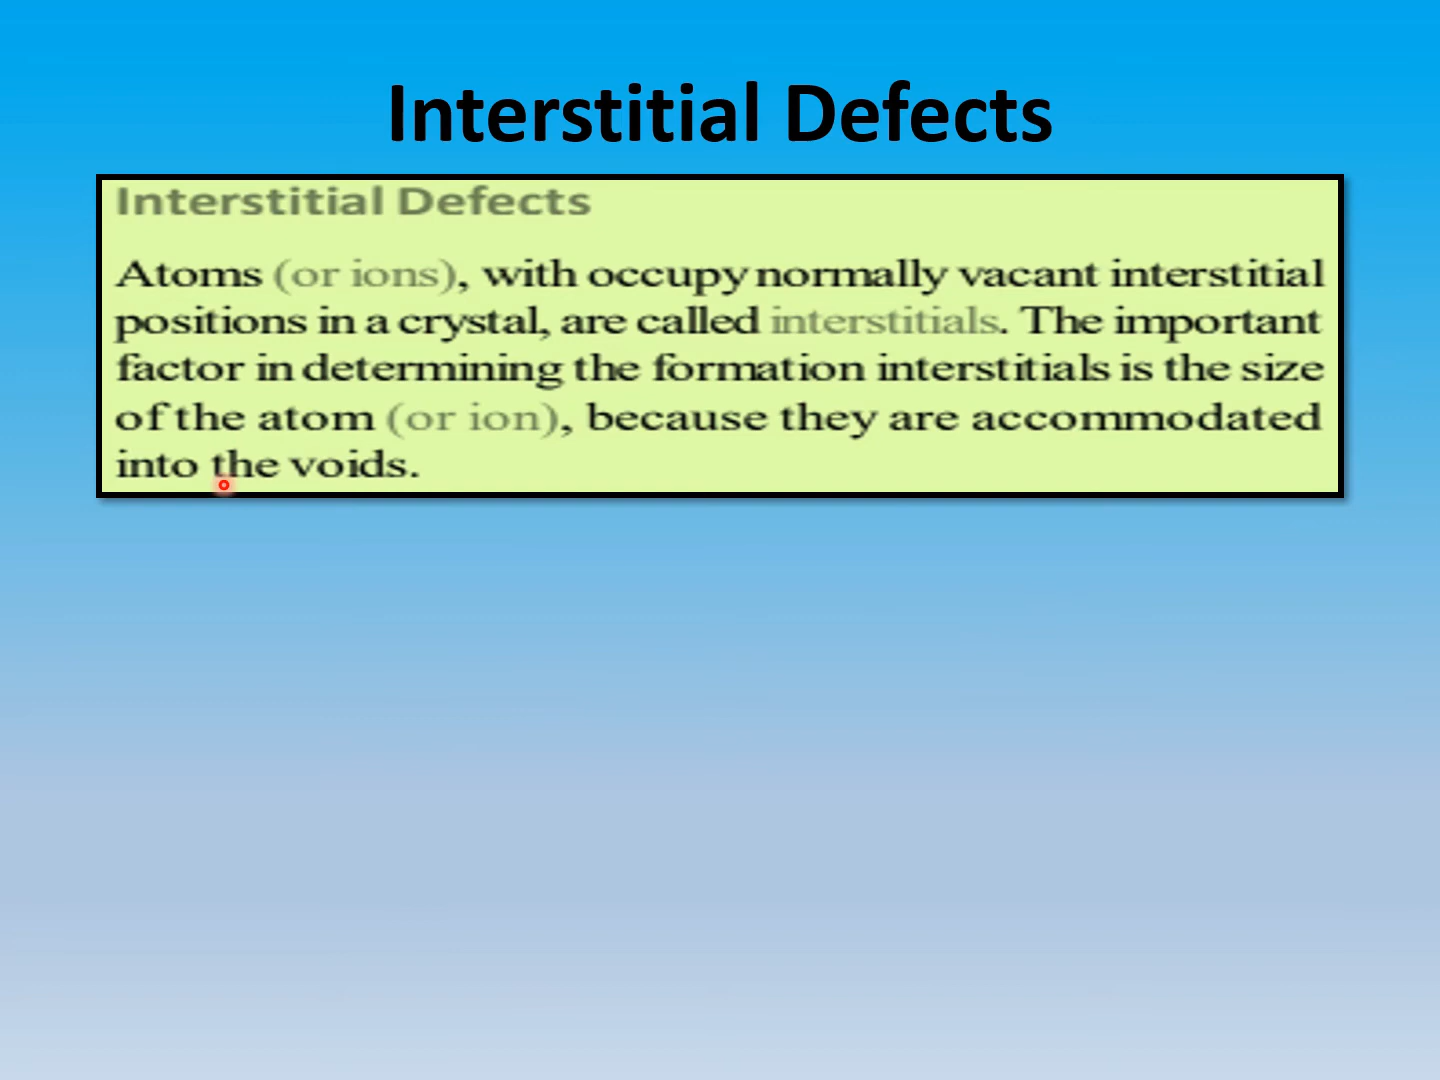 Interstitial Defects
Interstitial Defects
Atoms (or ions), with occupy normally vacant interstitial
positions in a crystal, are called interstitials. The important
factor in determining the formation interstitials is the size
of the atom (or ion), because they are accommodated
into the voids.